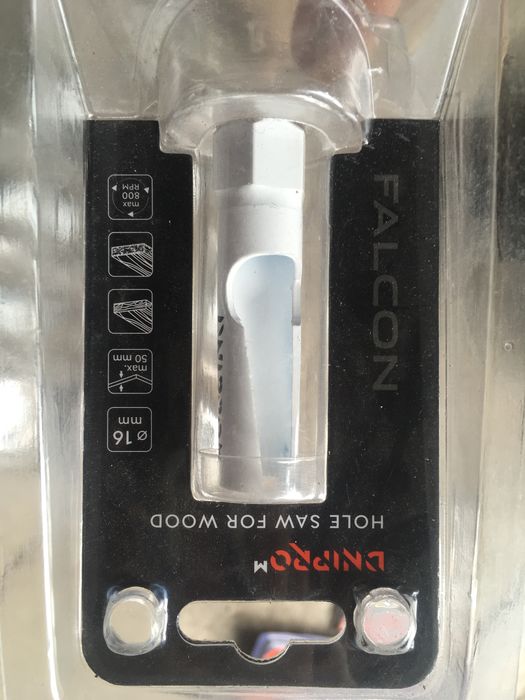 DNIPRO
M
HOLE SAW FOR WOOD
FALCON
ø 16
mm
max.
50 mm
max
800
RPM